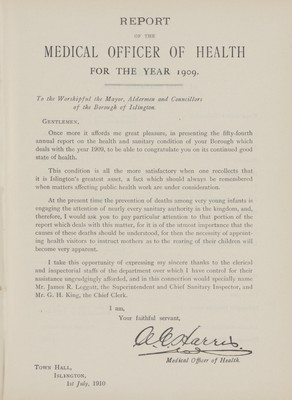 REPORT
OF THE
MEDICAL OFFICER OF HEALTH
FOR THE YEAR 1909.
To the Worshipful the Mayor, Aldermen and Councillors
of the Borough of Islington.
GENTLEMEN,
Once more it affords me great pleasure, in presenting the fifty-fourth
annual report on the health and sanitary condition of your Borough which
deals with the year 1909, to be able to congratulate you on its continued good
state of health.
This condition is all the more satisfactory when one recollects that
it is Islington's greatest asset, a fact which should always be remembered
when matters affecting public health work are under consideration.
At the present time the prevention of deaths among very young infants is
engaging the attention of nearly every sanitary authority in the kingdom, and,
therefore, I would ask you to pay particular attention to that portion of the
report which deals with this matter, for it is of the utmost importance that the
causes of these deaths should be understood, for then the necessity of appoint-
ing health visitors to instruct mothers as to the rearing of their children will
become very apparent.
I take this opportunity of expressing my sincere thanks to the clerical
and inspectorial staffs of the department over which I have control for their
assistance ungrudgingly afforded, and in this connection would specially name
Mr. James R. Leggatt, the Superintendent and Chief Sanitary Inspector, and
Mr. G. H. King, the Chief Clerk.
I am,
Your faithful servant,
A. E. Harris.
Medical Officer of Health.
TOWN HALL,
ISLINGTON,
1st July, 1910